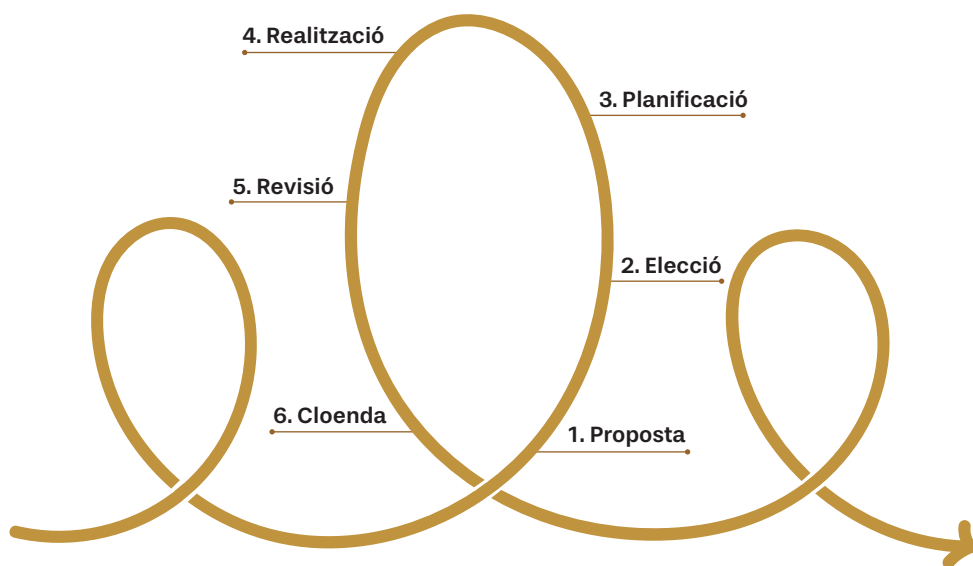 4. Realització
3. Planificació
5. Revisió
2. Elecció
6. Cloenda
1. Proposta